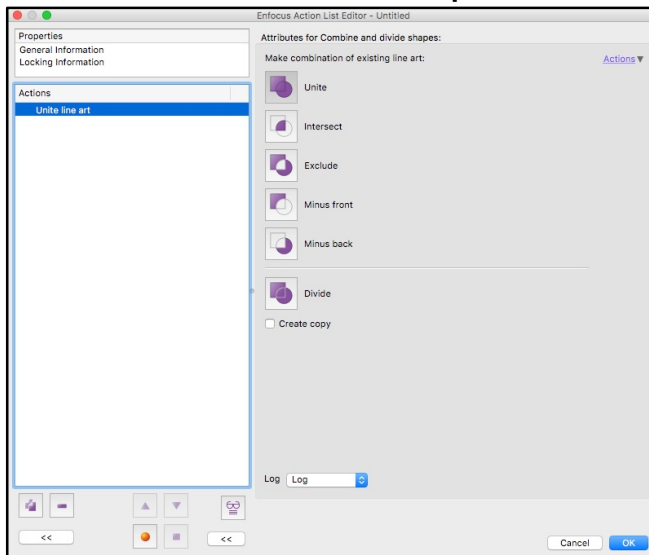 Enfocus Action List Editor - Untitled
Properties
General Information
Locking Information
Actions
Unite line art
<<
<<
Attributes for Combine and divide shapes:
Make combination of existing line art:
Actions▼
Unite
Intersect
Exclude
Minus front
Minus back
Divide
Create copy
Log
Log
Cancel
OK